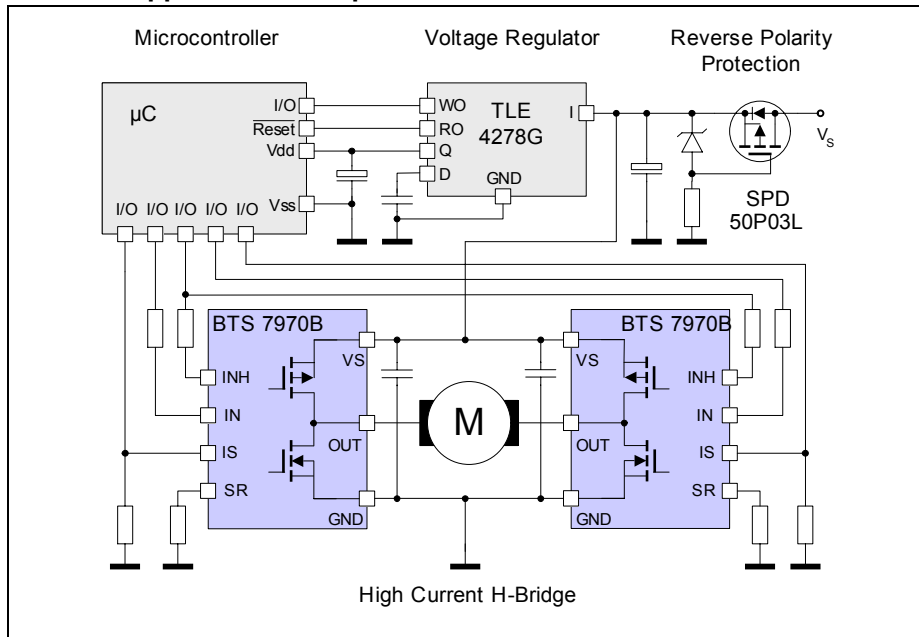 Microcontroller
Voltage Regulator
Reverse Polarity
Protection
µC
I/O
Reset
Vdd
Vss
I/O I/O I/O I/O I/O
WO
RO
Q
D
TLE
4278G
I
GND
V_S
SPD
50P03L
BTS 7970B
INH
IN
IS
SR
VS
OUT
GND
M
BTS 7970B
VS
OUT
GND
INH
IN
IS
SR
High Current H-Bridge